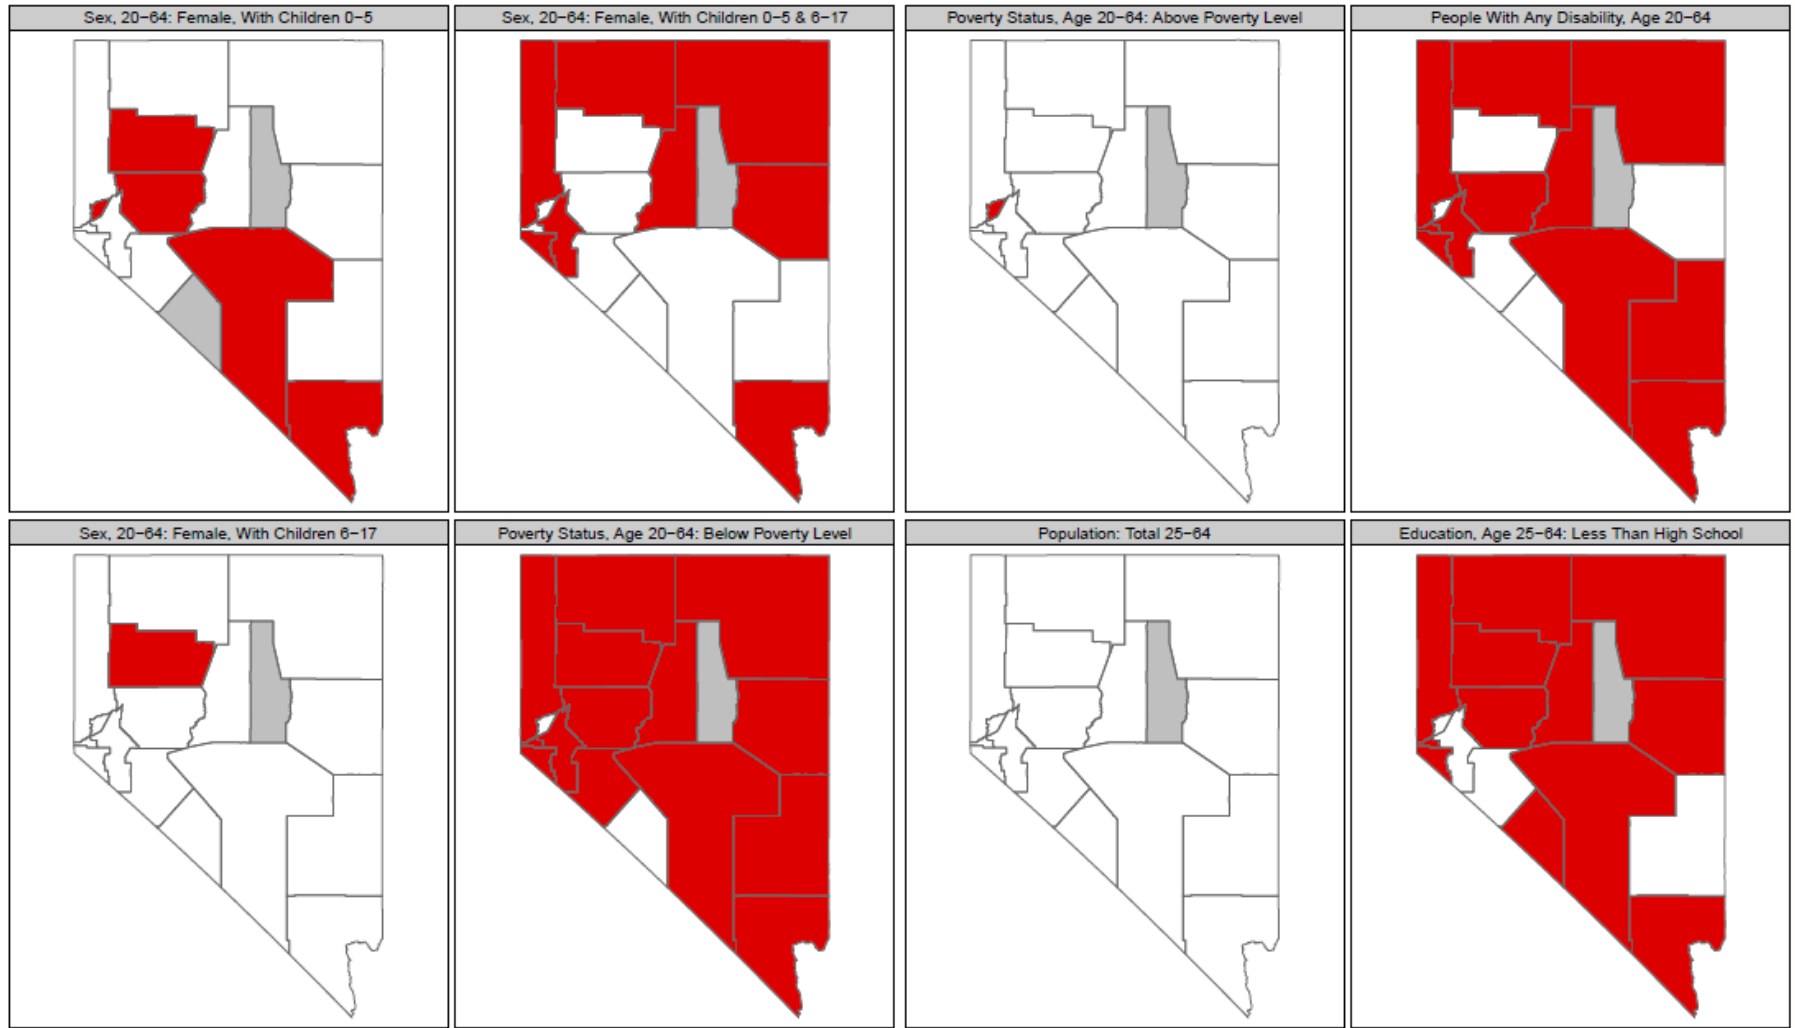 Sex, 20−64: Female, With Children 0−5
Sex, 20−64: Female, With Children 0−5 & 6−17
Poverty Status, Age 20−64: Above Poverty Level
People With Any Disability, Age 20−64
Sex, 20−64: Female, With Children 6−17
Poverty Status, Age 20−64: Below Poverty Level
Population: Total 25−64
Education, Age 25−64: Less Than High School